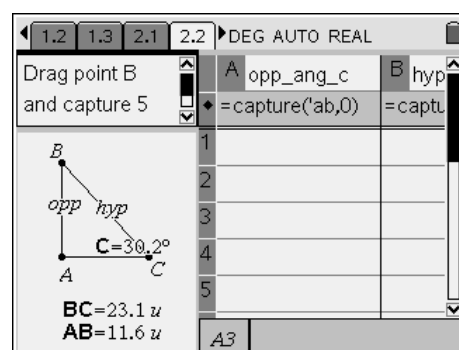 1.2 1.3 2.1 2.2 DEG AUTO REAL
Drag point B
and capture 5
A opp_ang_c B hyp
=capture('ab,0) =captu
1
2
3
4
5
B
opp hyp
C=30.2°
A C
BC=23.1 u
AB=11.6 u
A3